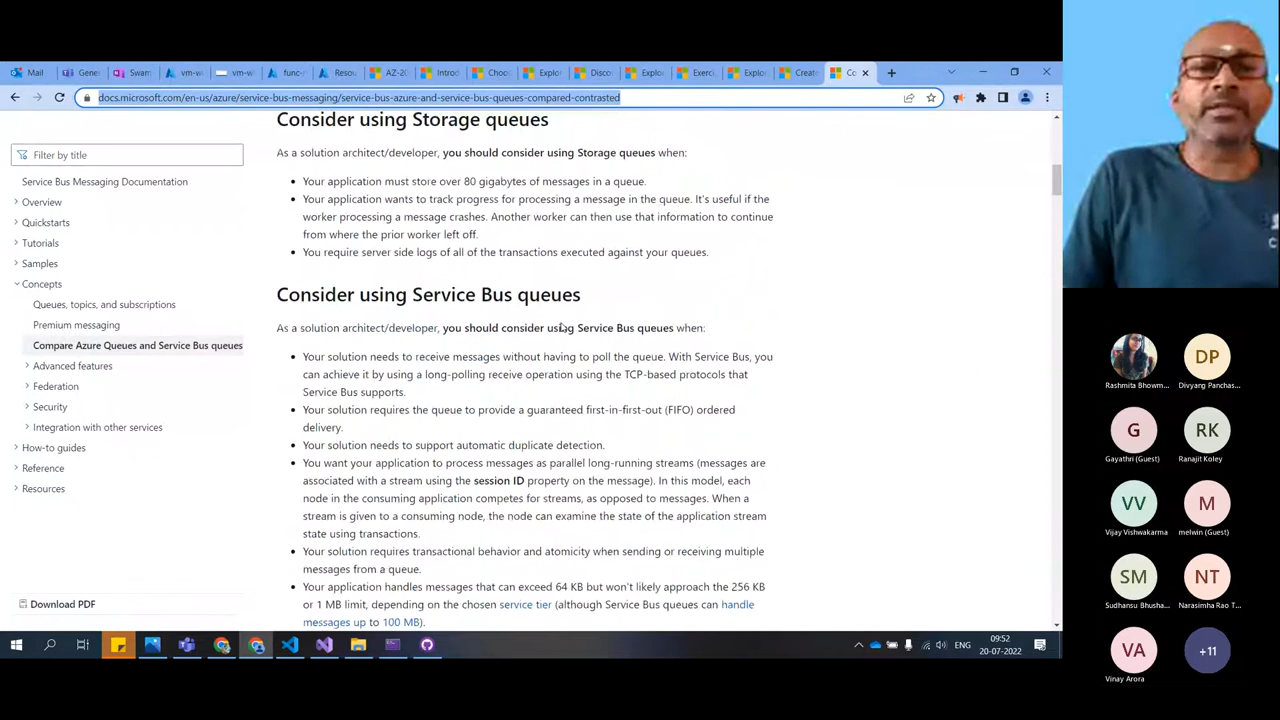 Mail
Gene
Swam
vm-w
vm-w
func-r
Resou
AZ-20
Introd
Choo
Explor
Disco
Explo
Exerci
Explo
Create
Co
docs.microsoft.com/en-us/azure/service-bus-messaging/service-bus-azure-and-service-bus-queues-compared-contrasted
Filter by title
Service Bus Messaging Documentation
Overview
Quickstarts
Tutorials
Samples
Concepts
Queues, topics, and subscriptions
Premium messaging
Compare Azure Queues and Service Bus queues
Advanced features
Federation
Security
Integration with other services
How-to guides
Reference
Resources
Download PDF
Consider using Storage queues
As a solution architect/developer, you should consider using Storage queues when:
• Your application must store over 80 gigabytes of messages in a queue.
• Your application wants to track progress for processing a message in the queue. It's useful if the
worker processing a message crashes. Another worker can then use that information to continue
from where the prior worker left off.
• You require server side logs of all of the transactions executed against your queues.
Consider using Service Bus queues
As a solution architect/developer, you should consider using Service Bus queues when:
• Your solution needs to receive messages without having to poll the queue. With Service Bus, you
can achieve it by using a long-polling receive operation using the TCP-based protocols that
Service Bus supports.
• Your solution requires the queue to provide a guaranteed first-in-first-out (FIFO) ordered
delivery.
• Your solution needs to support automatic duplicate detection.
• You want your application to process messages as parallel long-running streams (messages are
associated with a stream using the session ID property on the message). In this model, each
node in the consuming application competes for streams, as opposed to messages. When a
stream is given to a consuming node, the node can examine the state of the application stream
state using transactions.
• Your solution requires transactional behavior and atomicity when sending or receiving multiple
messages from a queue.
• Your application handles messages that can exceed 64 KB but won't likely approach the 256 KB
or 1 MB limit, depending on the chosen service tier (although Service Bus queues can handle
messages up to 100 MB).
ENG
09:52
20-07-2022
Rashmita Bhowm...
DP
Divyang Panchas...
G
Gayathri (Guest)
RK
Ranajit Koley
VV
Vijay Vishwakarma
M
melwin (Guest)
SM
Sudhansu Bhusha...
NT
Narasimha Rao T...
VA
Vinay Arora
+11